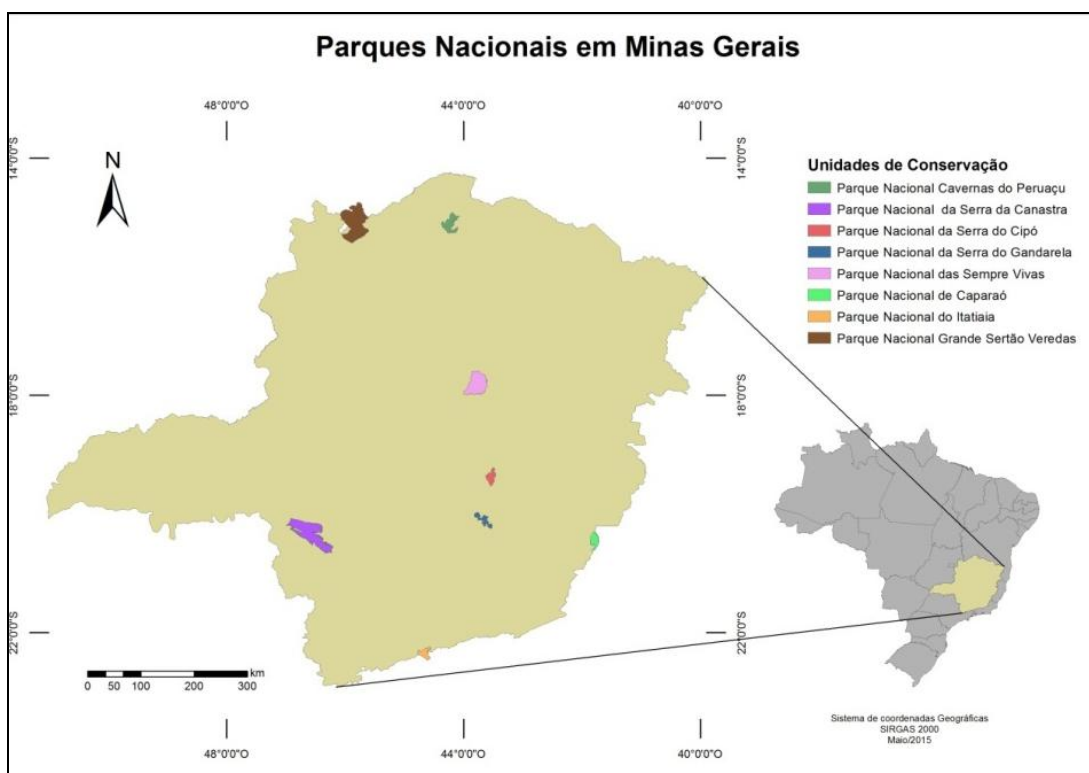 Parques Nacionais em Minas Gerais
48°0'0"O
44°0'0"O
40°0'0"O
14°0'0"S
14°0'0"S
N
Unidades de Conservação
Parque Nacional Cavernas do Peruaçu
Parque Nacional da Serra da Canastra
Parque Nacional da Serra do Cipó
Parque Nacional da Serra do Gandarela
Parque Nacional das Sempre Vivas
Parque Nacional de Caparaó
Parque Nacional do Itatiaia
Parque Nacional Grande Sertão Veredas
18°0'0"S
18°0'0"S
22°0'0"S
22°0'0"S
km
0 50 100 200 300
48°0'0"O
44°0'0"O
40°0'0"O
Sistema de coordenadas Geográficas
SIRGAS 2000
Maio/2015